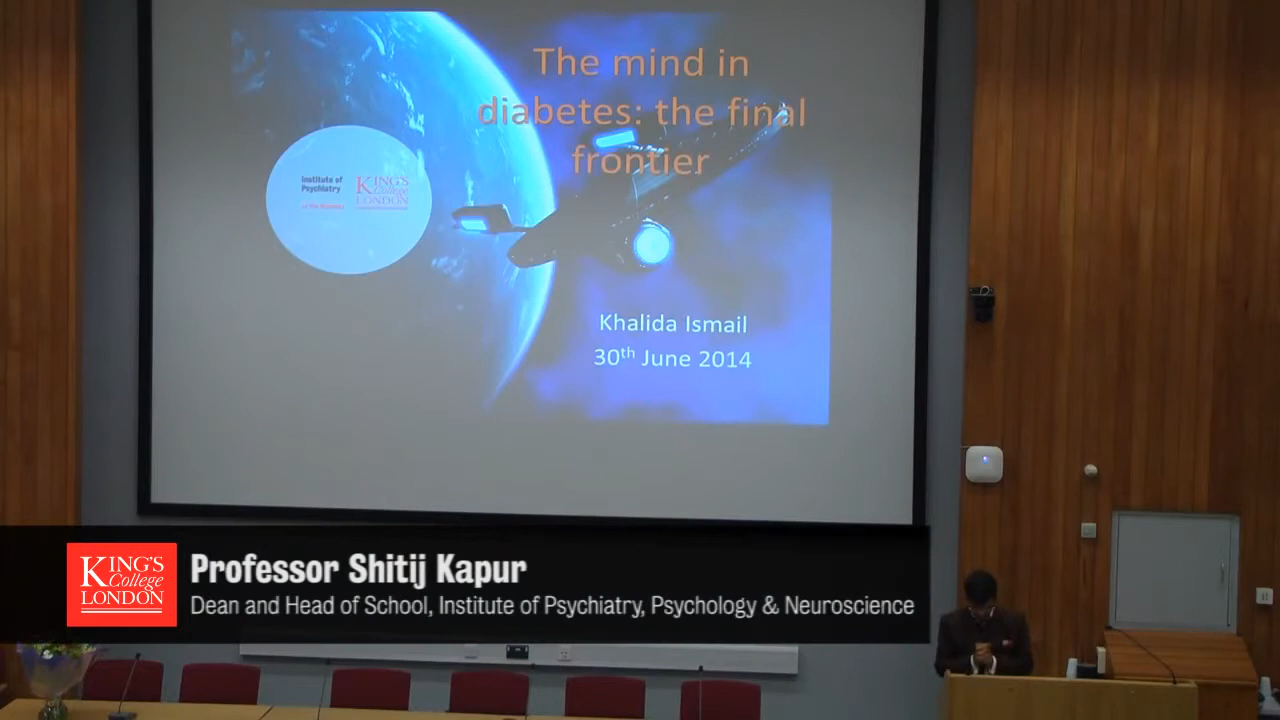 The mind in
diabetes: the final
frontier
Institute of
Psychiatry
KING'S
College
LONDON
Khalida Ismail
30th June 2014
KING'S
College
LONDON
Professor Shitij Kapur
Dean and Head of School, Institute of Psychiatry, Psychology & Neuroscience